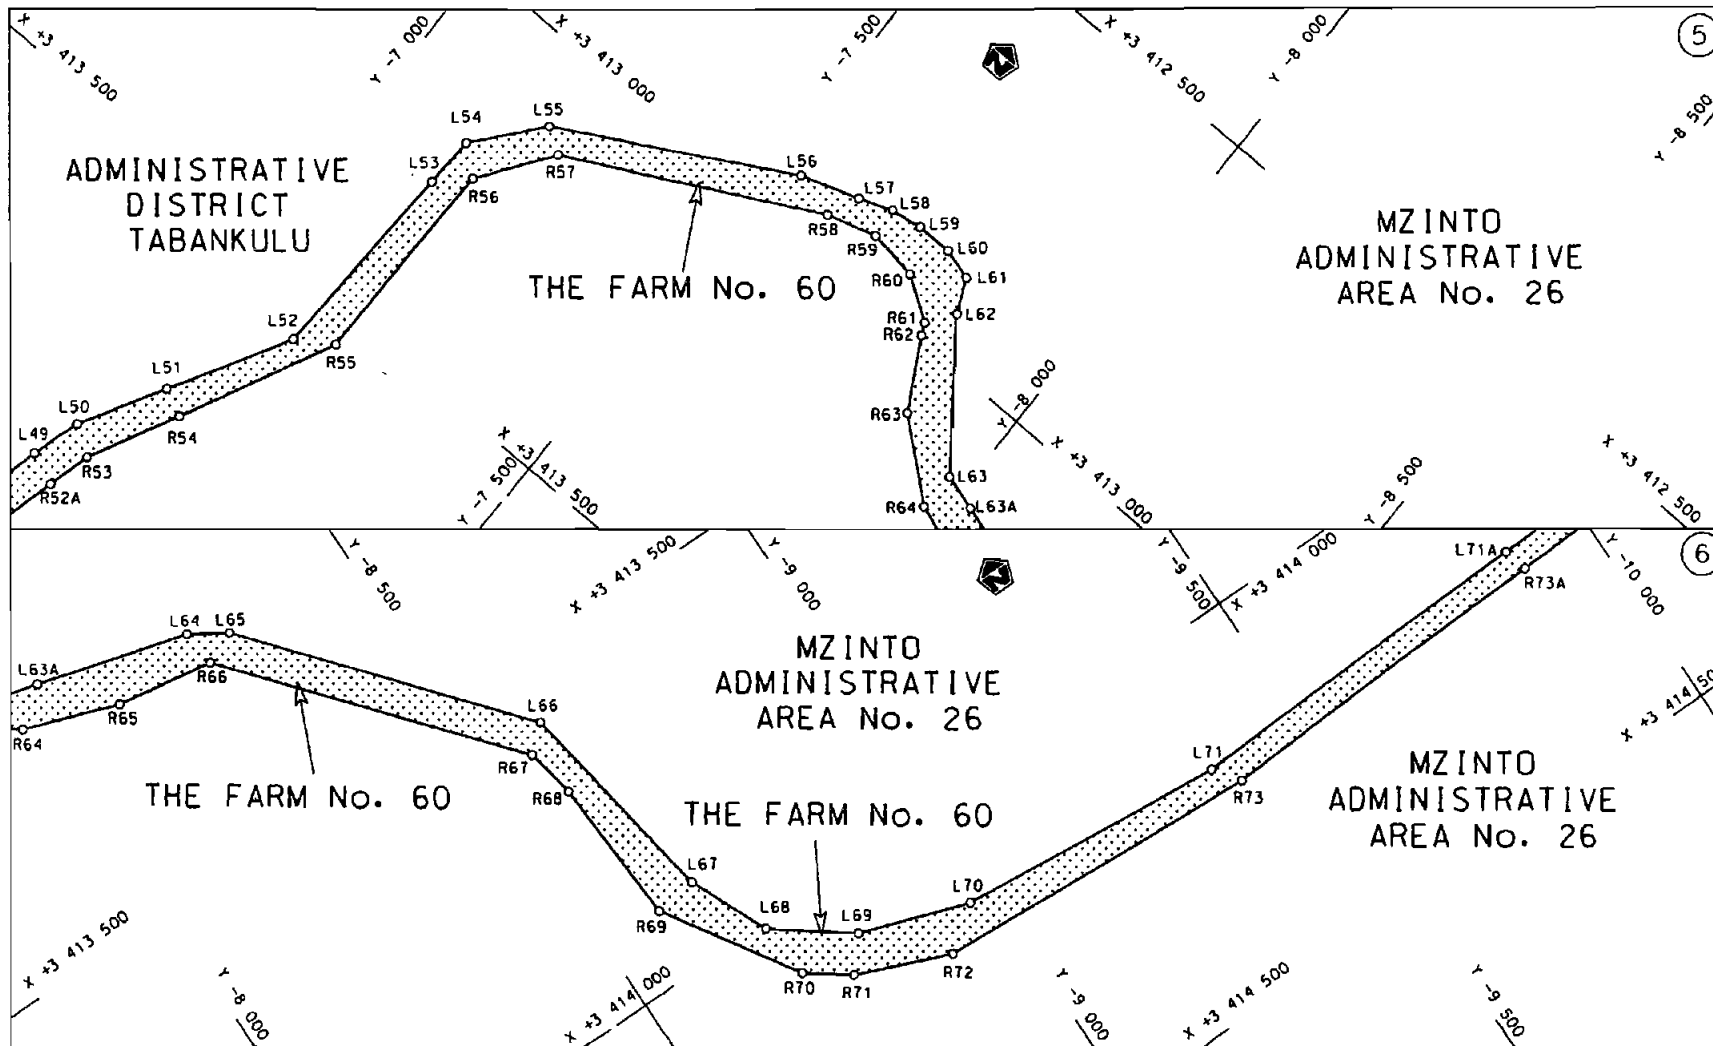 X +3 413 500
Y -7 000
X +3 413 000
Y -7 500
X +3 412 500
Y -8 000
Y -8 500
5
ADMINISTRATIVE
DISTRICT
TABANKULU
L53
L54
L55
R56
R57
L56
L57
L58
L59
L60
L61
L62
R58
R59
R60
R61
R62
THE FARM No. 60
MZINTO
ADMINISTRATIVE
AREA No. 26
L49
L50
L51
L52
R52A
R53
R54
R55
R63
R64
L63
L63A
X +3 413 500
Y -7 500
Y -8 000
X +3 413 000
Y -8 500
X +3 412 500
6
Y -8 500
X +3 413 500
Y -9 000
Y -9 500
X +3 414 000
Y -10 000
L71A
R73A
L63A
L64
L65
R64
R65
R66
L66
R67
R68
MZINTO
ADMINISTRATIVE
AREA No. 26
THE FARM No. 60
THE FARM No. 60
L71
R73
X +3 414 50
MZINTO
ADMINISTRATIVE
AREA No. 26
L67
L68
L69
L70
R69
R70
R71
R72
X +3 413 500
Y -8 000
X +3 414 000
Y -9 000
X +3 414 500
Y -9 500